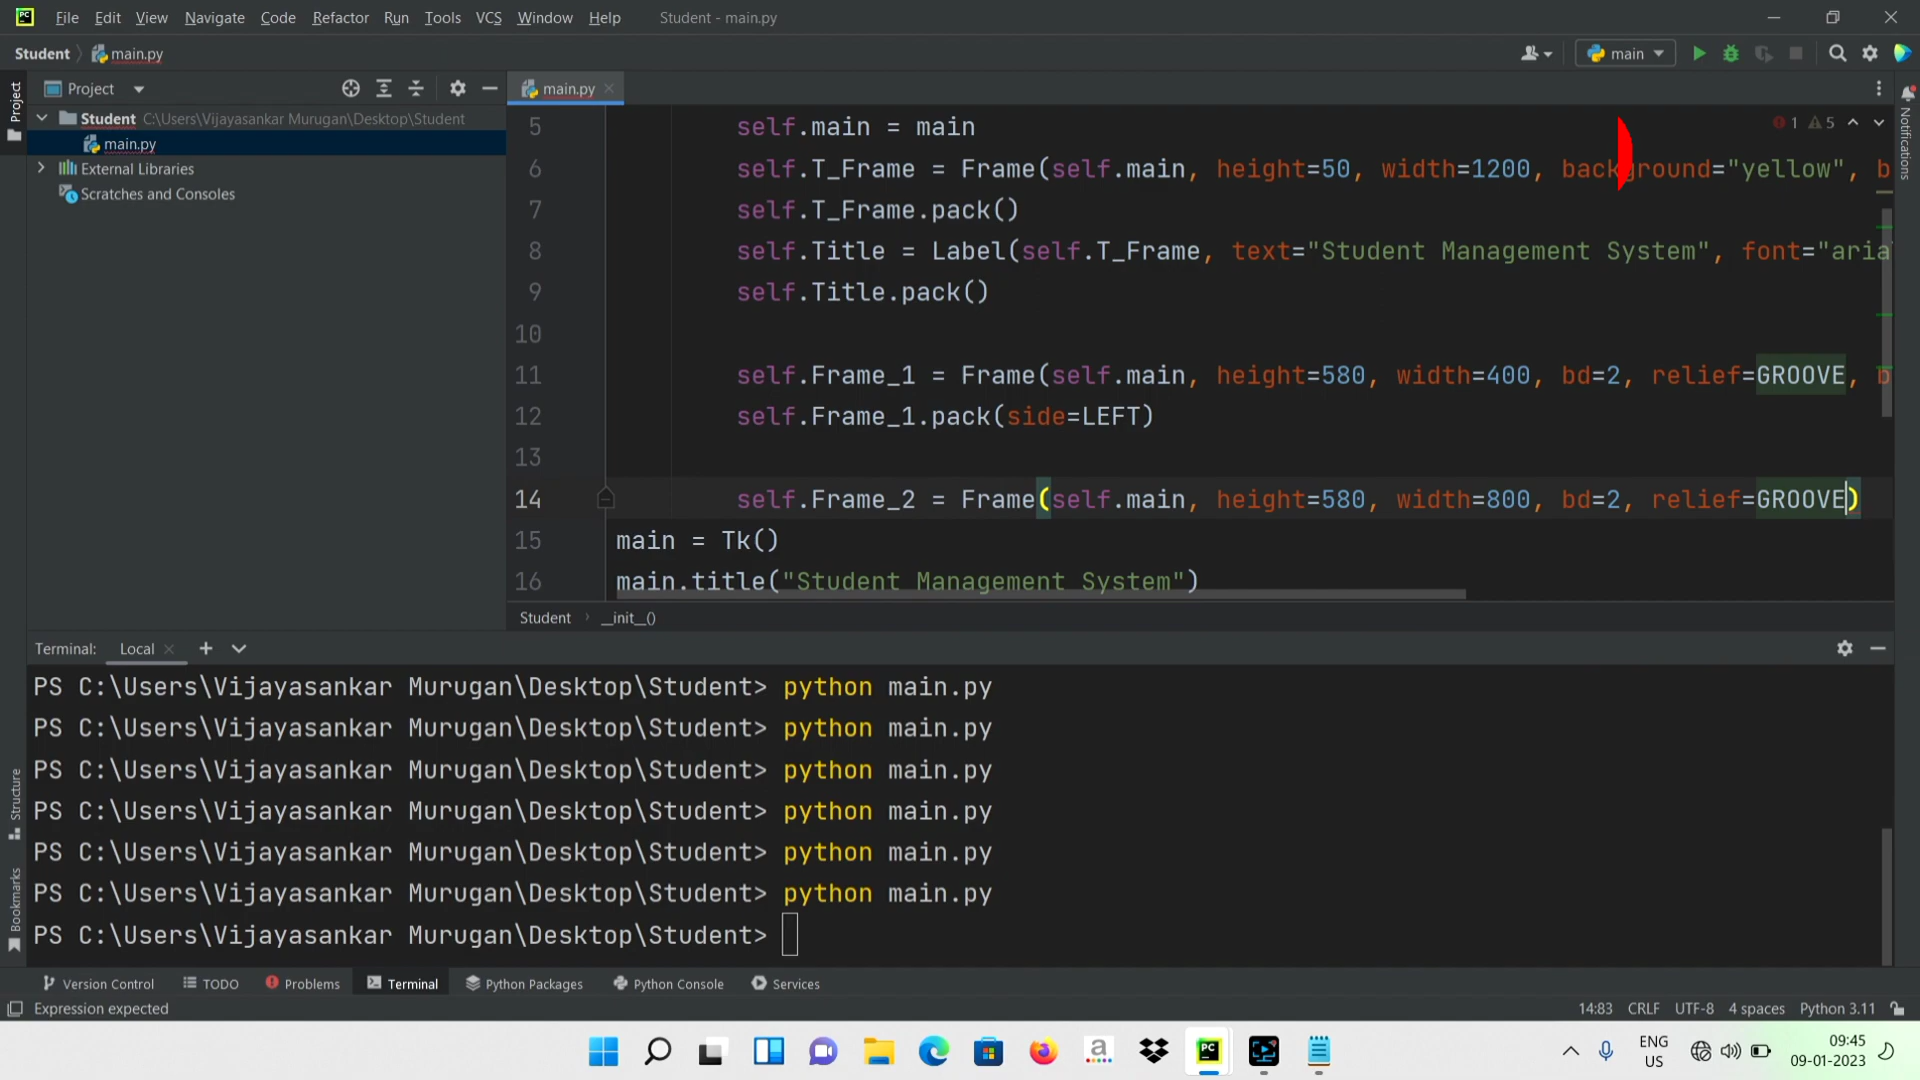 PC File Edit View Navigate Code Refactor Run Tools VCS Window Help Student - main.py
Student main.py main
Project main.py
Project
Student C:\Users\Vijayasankar Murugan\Desktop\Student
main.py
External Libraries
Scratches and Consoles
Notifications
1 5
5 self.main = main
6 self.T_Frame = Frame(self.main, height=50, width=1200, background="yellow", b
7 self.T_Frame.pack()
8 self.Title = Label(self.T_Frame, text="Student Management System", font="aria
9 self.Title.pack()
10
11 self.Frame_1 = Frame(self.main, height=580, width=400, bd=2, relief=GROOVE, b
12 self.Frame_1.pack(side=LEFT)
13
14 self.Frame_2 = Frame(self.main, height=580, width=800, bd=2, relief=GROOVE)
15 main = Tk()
16 main.title("Student Management System")
Student __init__()
Terminal: Local
PS C:\Users\Vijayasankar Murugan\Desktop\Student> python main.py
PS C:\Users\Vijayasankar Murugan\Desktop\Student> python main.py
PS C:\Users\Vijayasankar Murugan\Desktop\Student> python main.py
PS C:\Users\Vijayasankar Murugan\Desktop\Student> python main.py
PS C:\Users\Vijayasankar Murugan\Desktop\Student> python main.py
PS C:\Users\Vijayasankar Murugan\Desktop\Student> python main.py
PS C:\Users\Vijayasankar Murugan\Desktop\Student>
Structure
Bookmarks
Version Control TODO Problems Terminal Python Packages Python Console Services
Expression expected 14:83 CRLF UTF-8 4 spaces Python 3.11
a PC
ENG
US
09:45
09-01-2023